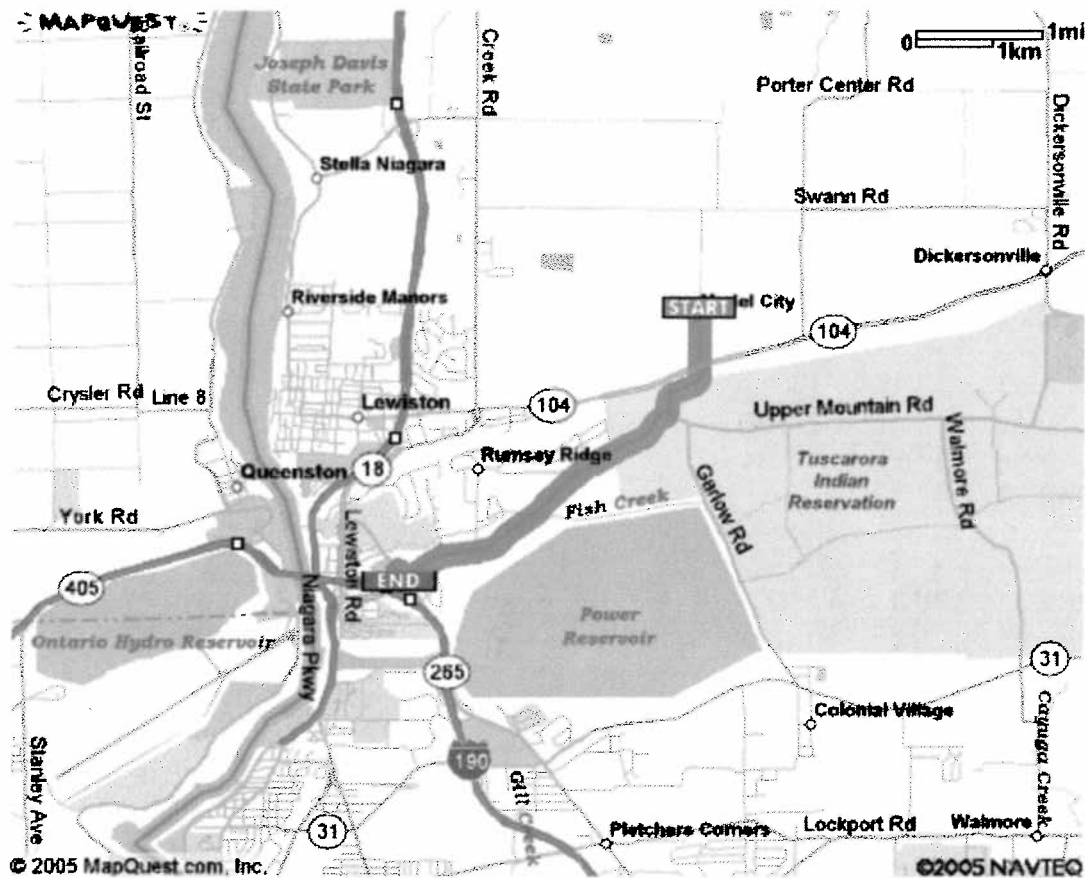 MAPQUEST
Railroad St
Joseph Davis
State Park
Creek Rd
0
1mi
1km
Porter Center Rd
Dickersonville Rd
Stella Niagara
Swann Rd
Dickersonville
Riverside Manors
START
City
104
Crysler Rd
Line 8
Lewiston
104
Upper Mountain Rd
Walmore Rd
Queenston
18
Rumsey Ridge
Tuscarora
Indian
Reservation
Garlow Rd
Fish Creek
York Rd
Lewiston Rd
405
END
Niagara Pkwy
Power
Reservoir
Ontario Hydro Reservoir
31
265
Colonial Village
Cayuga Creek
Stanley Ave
190
Gill Creek
31
Pletchers Corners
Lockport Rd
Walmore
© 2005 MapQuest.com, Inc.
©2005 NAVTEQ